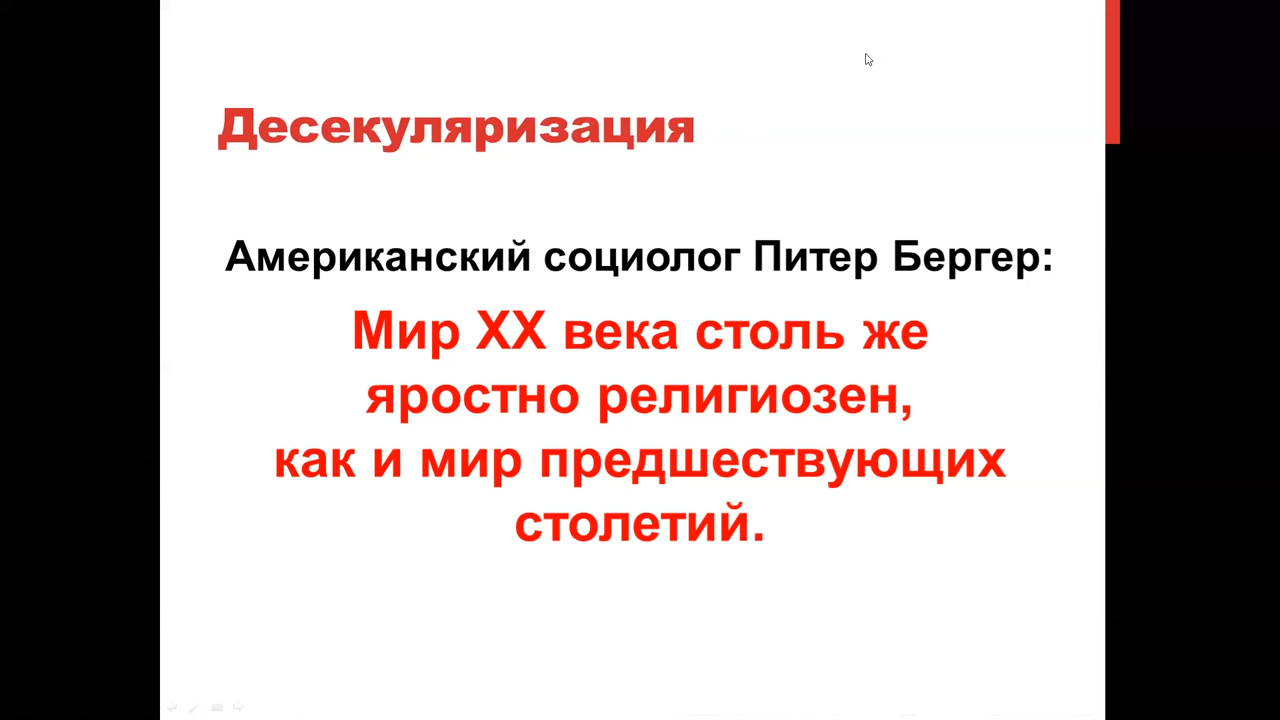 Десекуляризация
Американский социолог Питер Бергер:
Мир XX века столь же
яростно религиозен,
как и мир предшествующих
столетий.